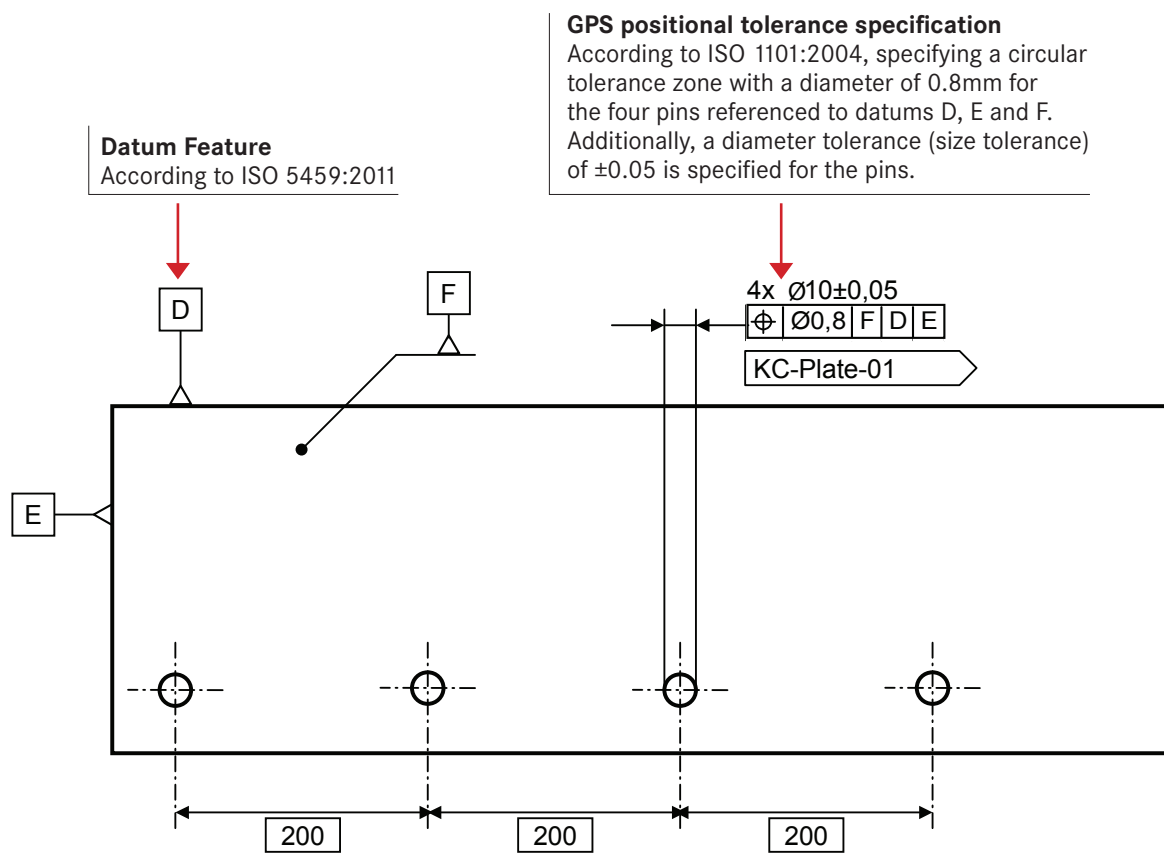 GPS positional tolerance specification
According to ISO 1101:2004, specifying a circular
tolerance zone with a diameter of 0.8mm for
the four pins referenced to datums D, E and F.
Additionally, a diameter tolerance (size tolerance)
of ±0.05 is specified for the pins.
Datum Feature
According to ISO 5459:2011
D
F
4x Ø10±0,05
⌖ Ø0,8 F D E
KC-Plate-01
E
200
200
200